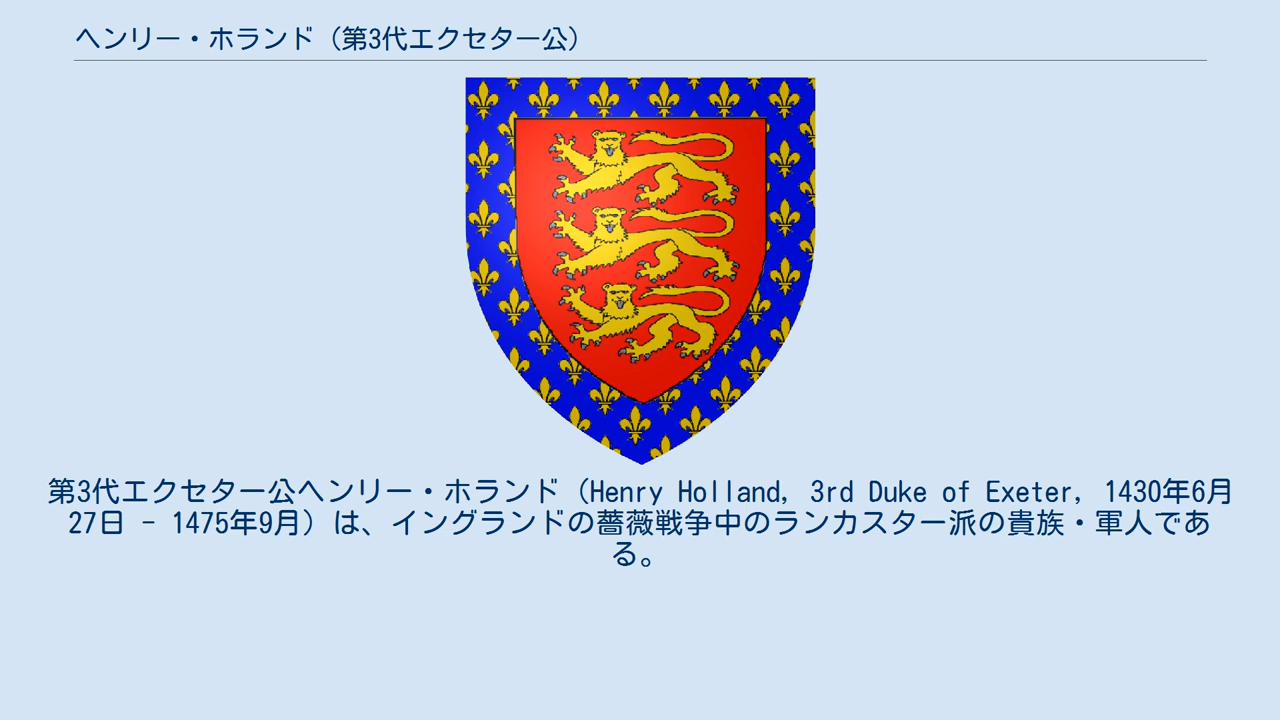 ヘンリー・ホランド（第3代エクセター公）
第3代エクセター公ヘンリー・ホランド（Henry Holland, 3rd Duke of Exeter, 1430年6月
27日 - 1475年9月）は、イングランドの薔薇戦争中のランカスター派の貴族・軍人であ
る。